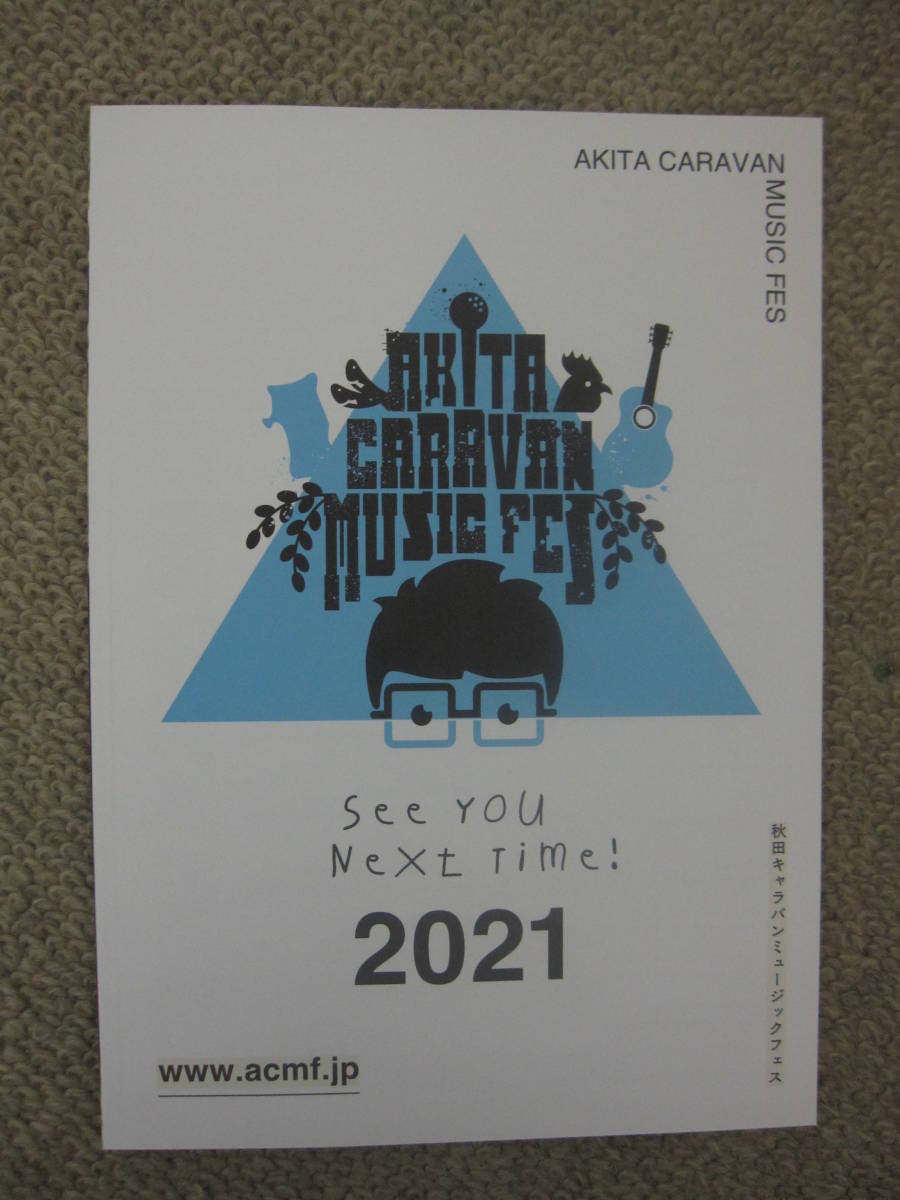 AKITA CARAVAN
MUSIC FES
AKITA
CARAVAN
MUSIC FES
See YOU
Next Time!
2021
秋田キャラバンミュージックフェス
www.acmf.jp